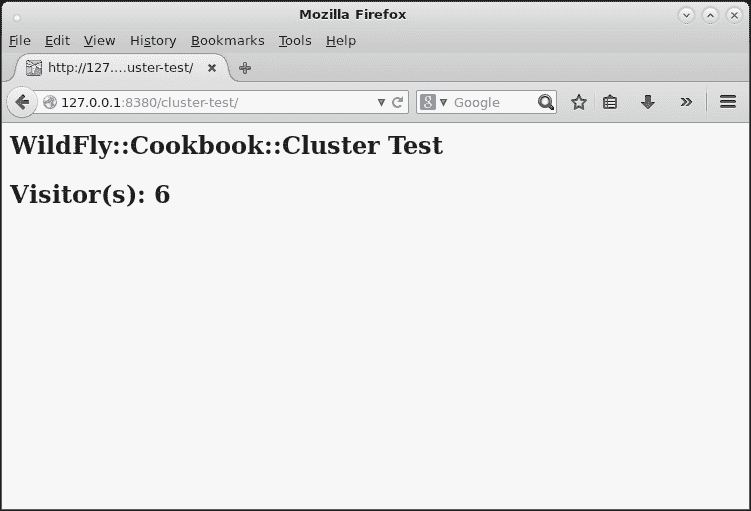 Mozilla Firefox
File Edit View History Bookmarks Tools Help
http://127....uster-test/
127.0.0.1:8380/cluster-test/ Google
WildFly::Cookbook::Cluster Test
Visitor(s): 6